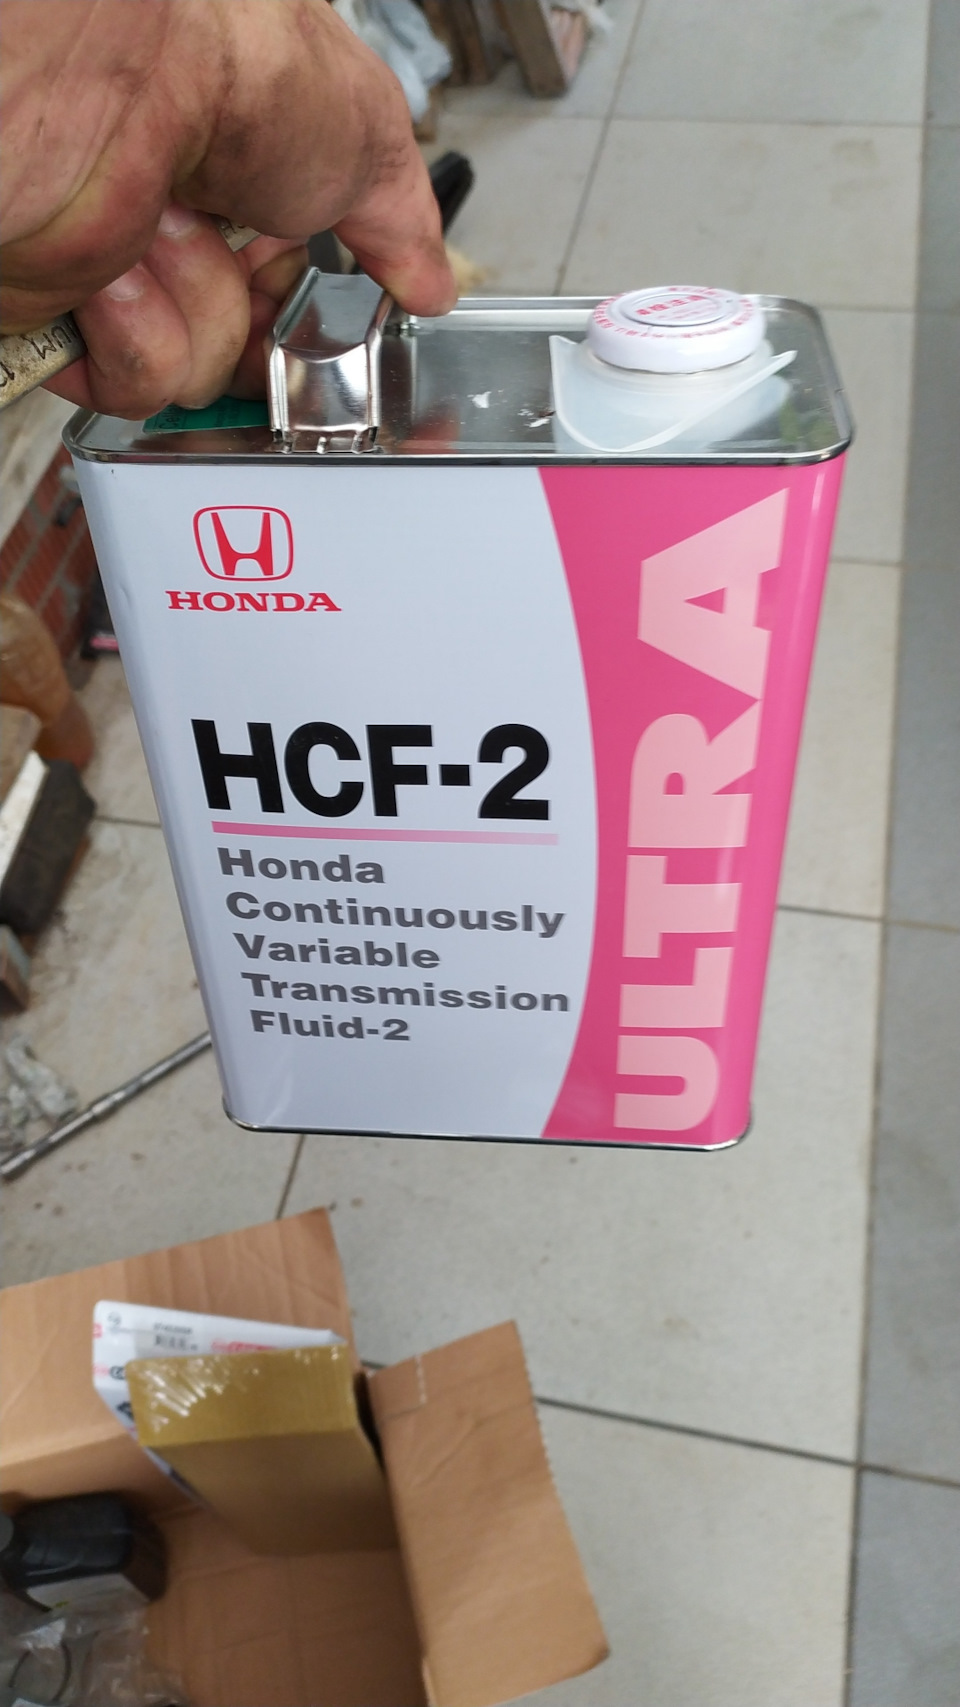 HONDA
HCF-2
Honda
Continuously
Variable
Transmission
Fluid-2
ULTRA